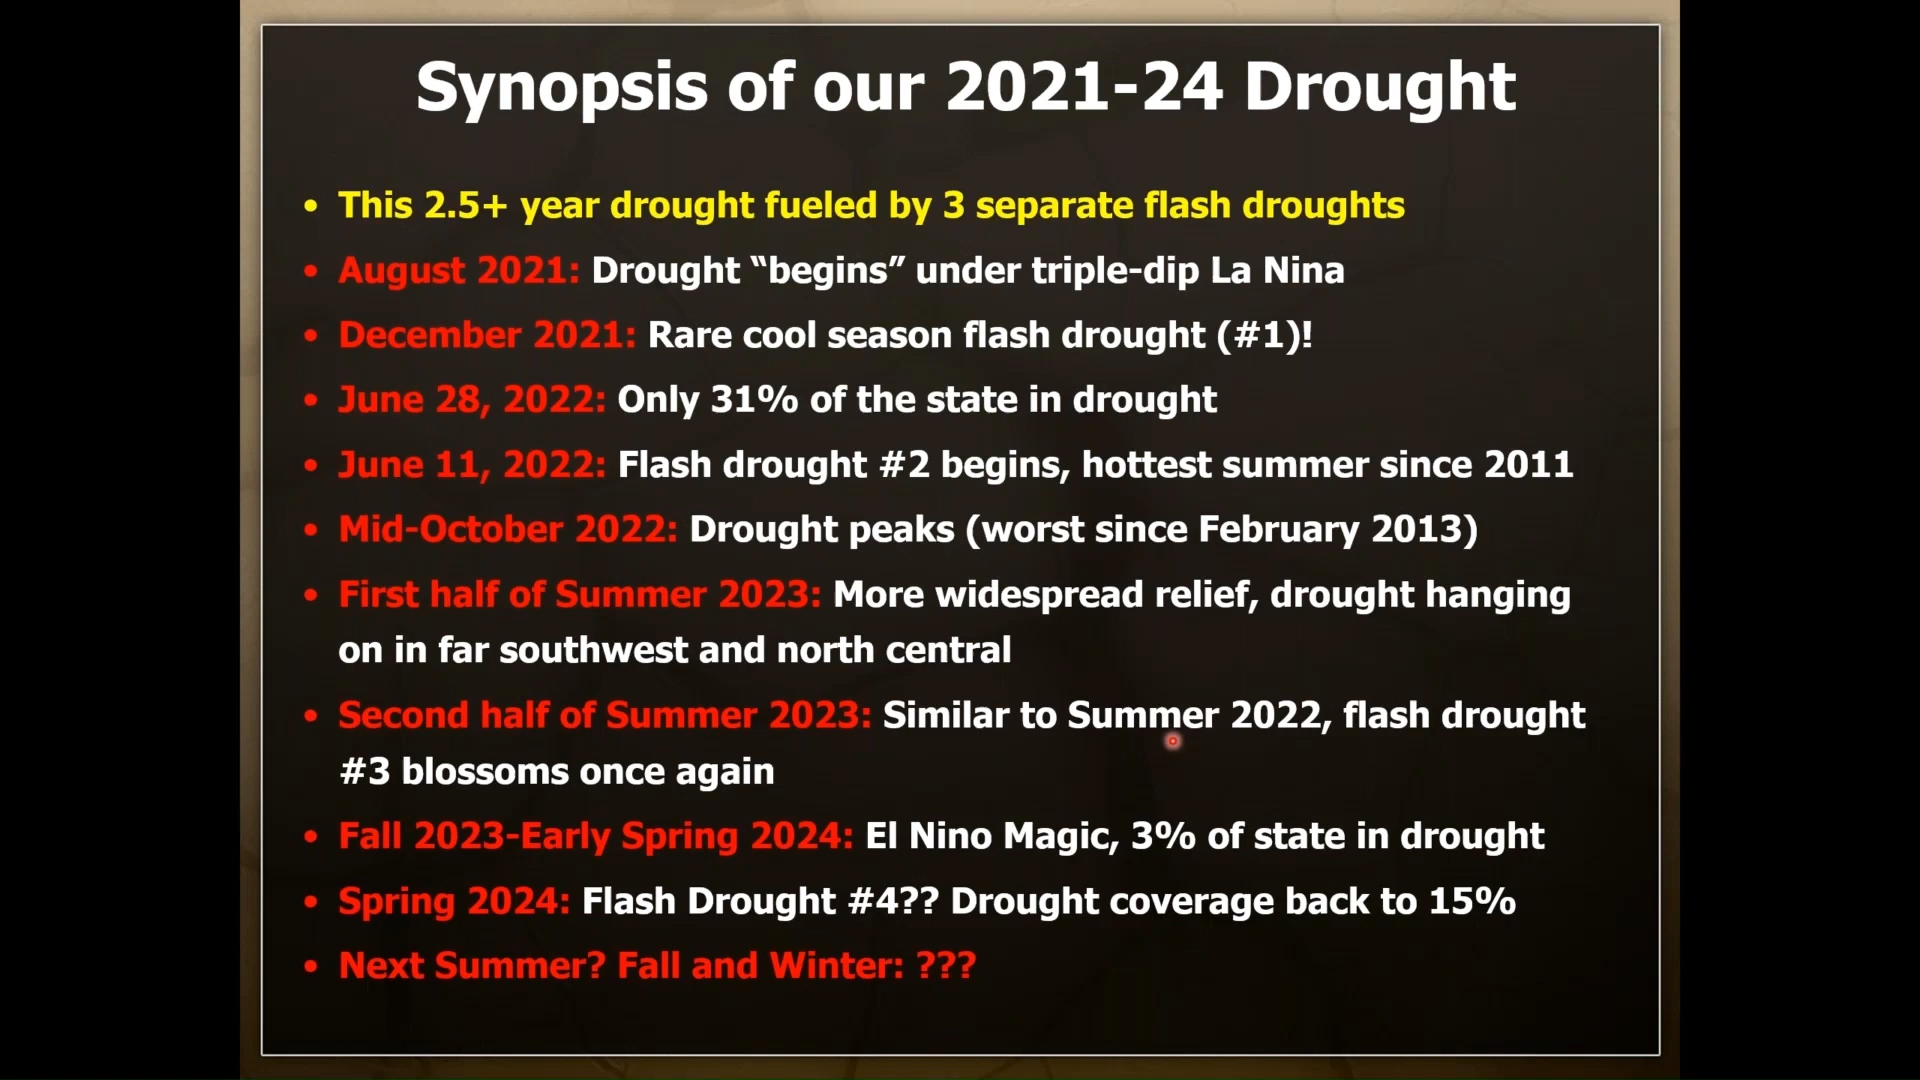 Synopsis of our 2021-24 Drought
• This 2.5+ year drought fueled by 3 separate flash droughts
• August 2021: Drought “begins” under triple-dip La Nina
• December 2021: Rare cool season flash drought (#1)!
• June 28, 2022: Only 31% of the state in drought
• June 11, 2022: Flash drought #2 begins, hottest summer since 2011
• Mid-October 2022: Drought peaks (worst since February 2013)
• First half of Summer 2023: More widespread relief, drought hanging
on in far southwest and north central
• Second half of Summer 2023: Similar to Summer 2022, flash drought
#3 blossoms once again
• Fall 2023-Early Spring 2024: El Nino Magic, 3% of state in drought
• Spring 2024: Flash Drought #4?? Drought coverage back to 15%
• Next Summer? Fall and Winter: ???